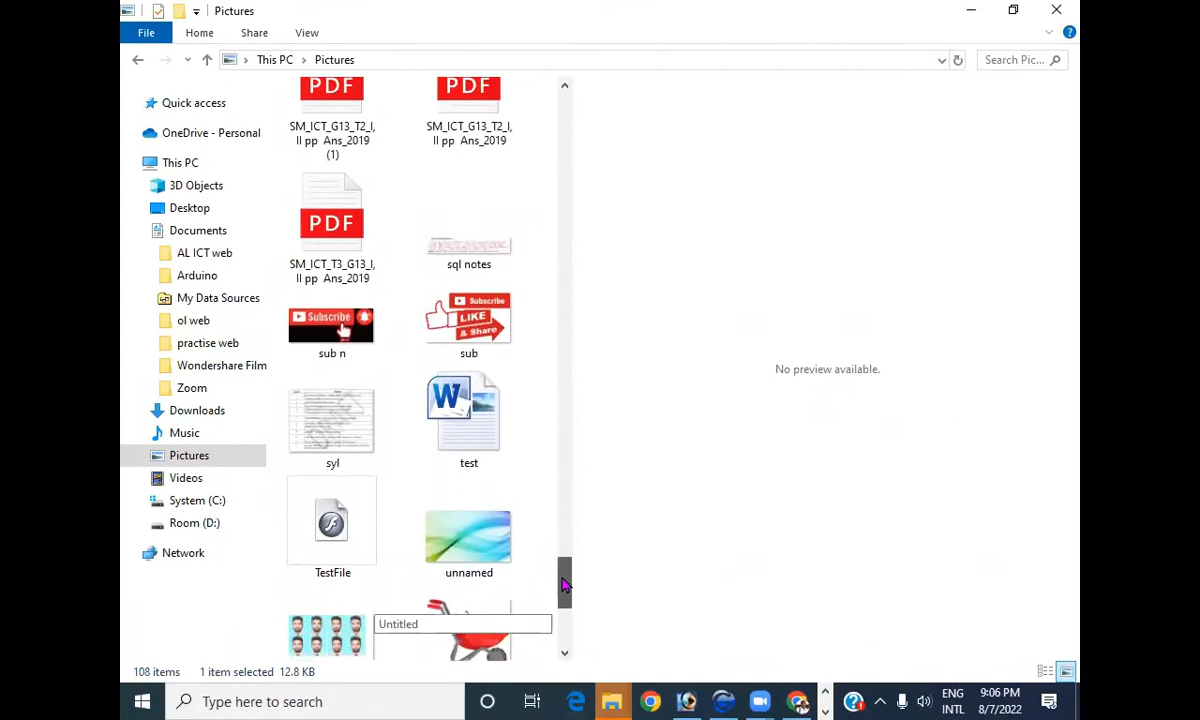 Pictures
File
Home
Share
View
This PC
Pictures
Search Pic...
Quick access
OneDrive - Personal
This PC
3D Objects
Desktop
Documents
AL ICT web
Arduino
My Data Sources
ol web
practise web
Wondershare Film
Zoom
Downloads
Music
Pictures
Videos
System (C:)
Room (D:)
Network
PDF
SM_ICT_G13_T2_I,
II pp Ans_2019
(1)
PDF
SM_ICT_G13_T2_I,
II pp Ans_2019
PDF
SM_ICT_T3_G13_I,
II pp Ans_2019
sql notes
Subscribe
sub n
Subscribe
LIKE
& Share
sub
syl
W
test
TestFile
unnamed
Untitled
No preview available.
108 items
1 item selected 12.8 KB
Type here to search
ENG
INTL
9:06 PM
8/7/2022